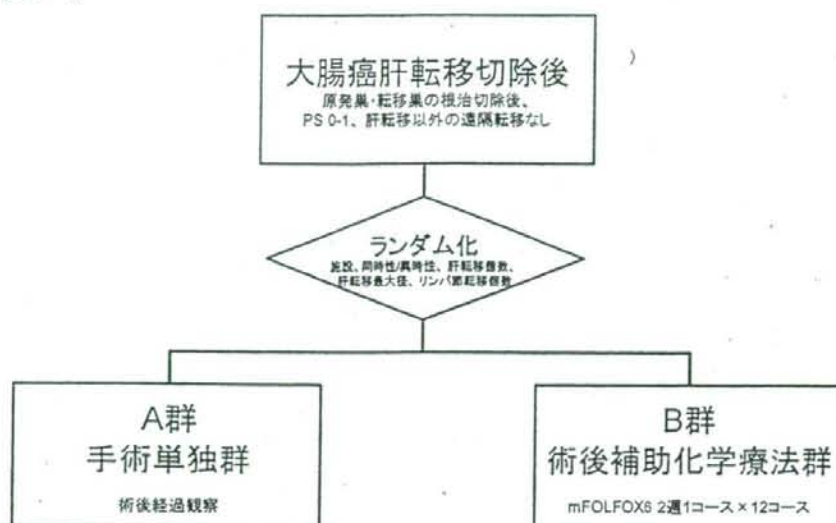 大腸癌肝転移切除後
原発巣・転移巣の根治切除後、
PS 0-1、肝転移以外の遠隔転移なし
ランダム化
施設、同時性/異時性、肝転移個数、
肝転移最大径、リンパ節転移個数
A群
手術単独群
術後経過観察
B群
術後補助化学療法群
mFOLFOX6 2週1コース×12コース